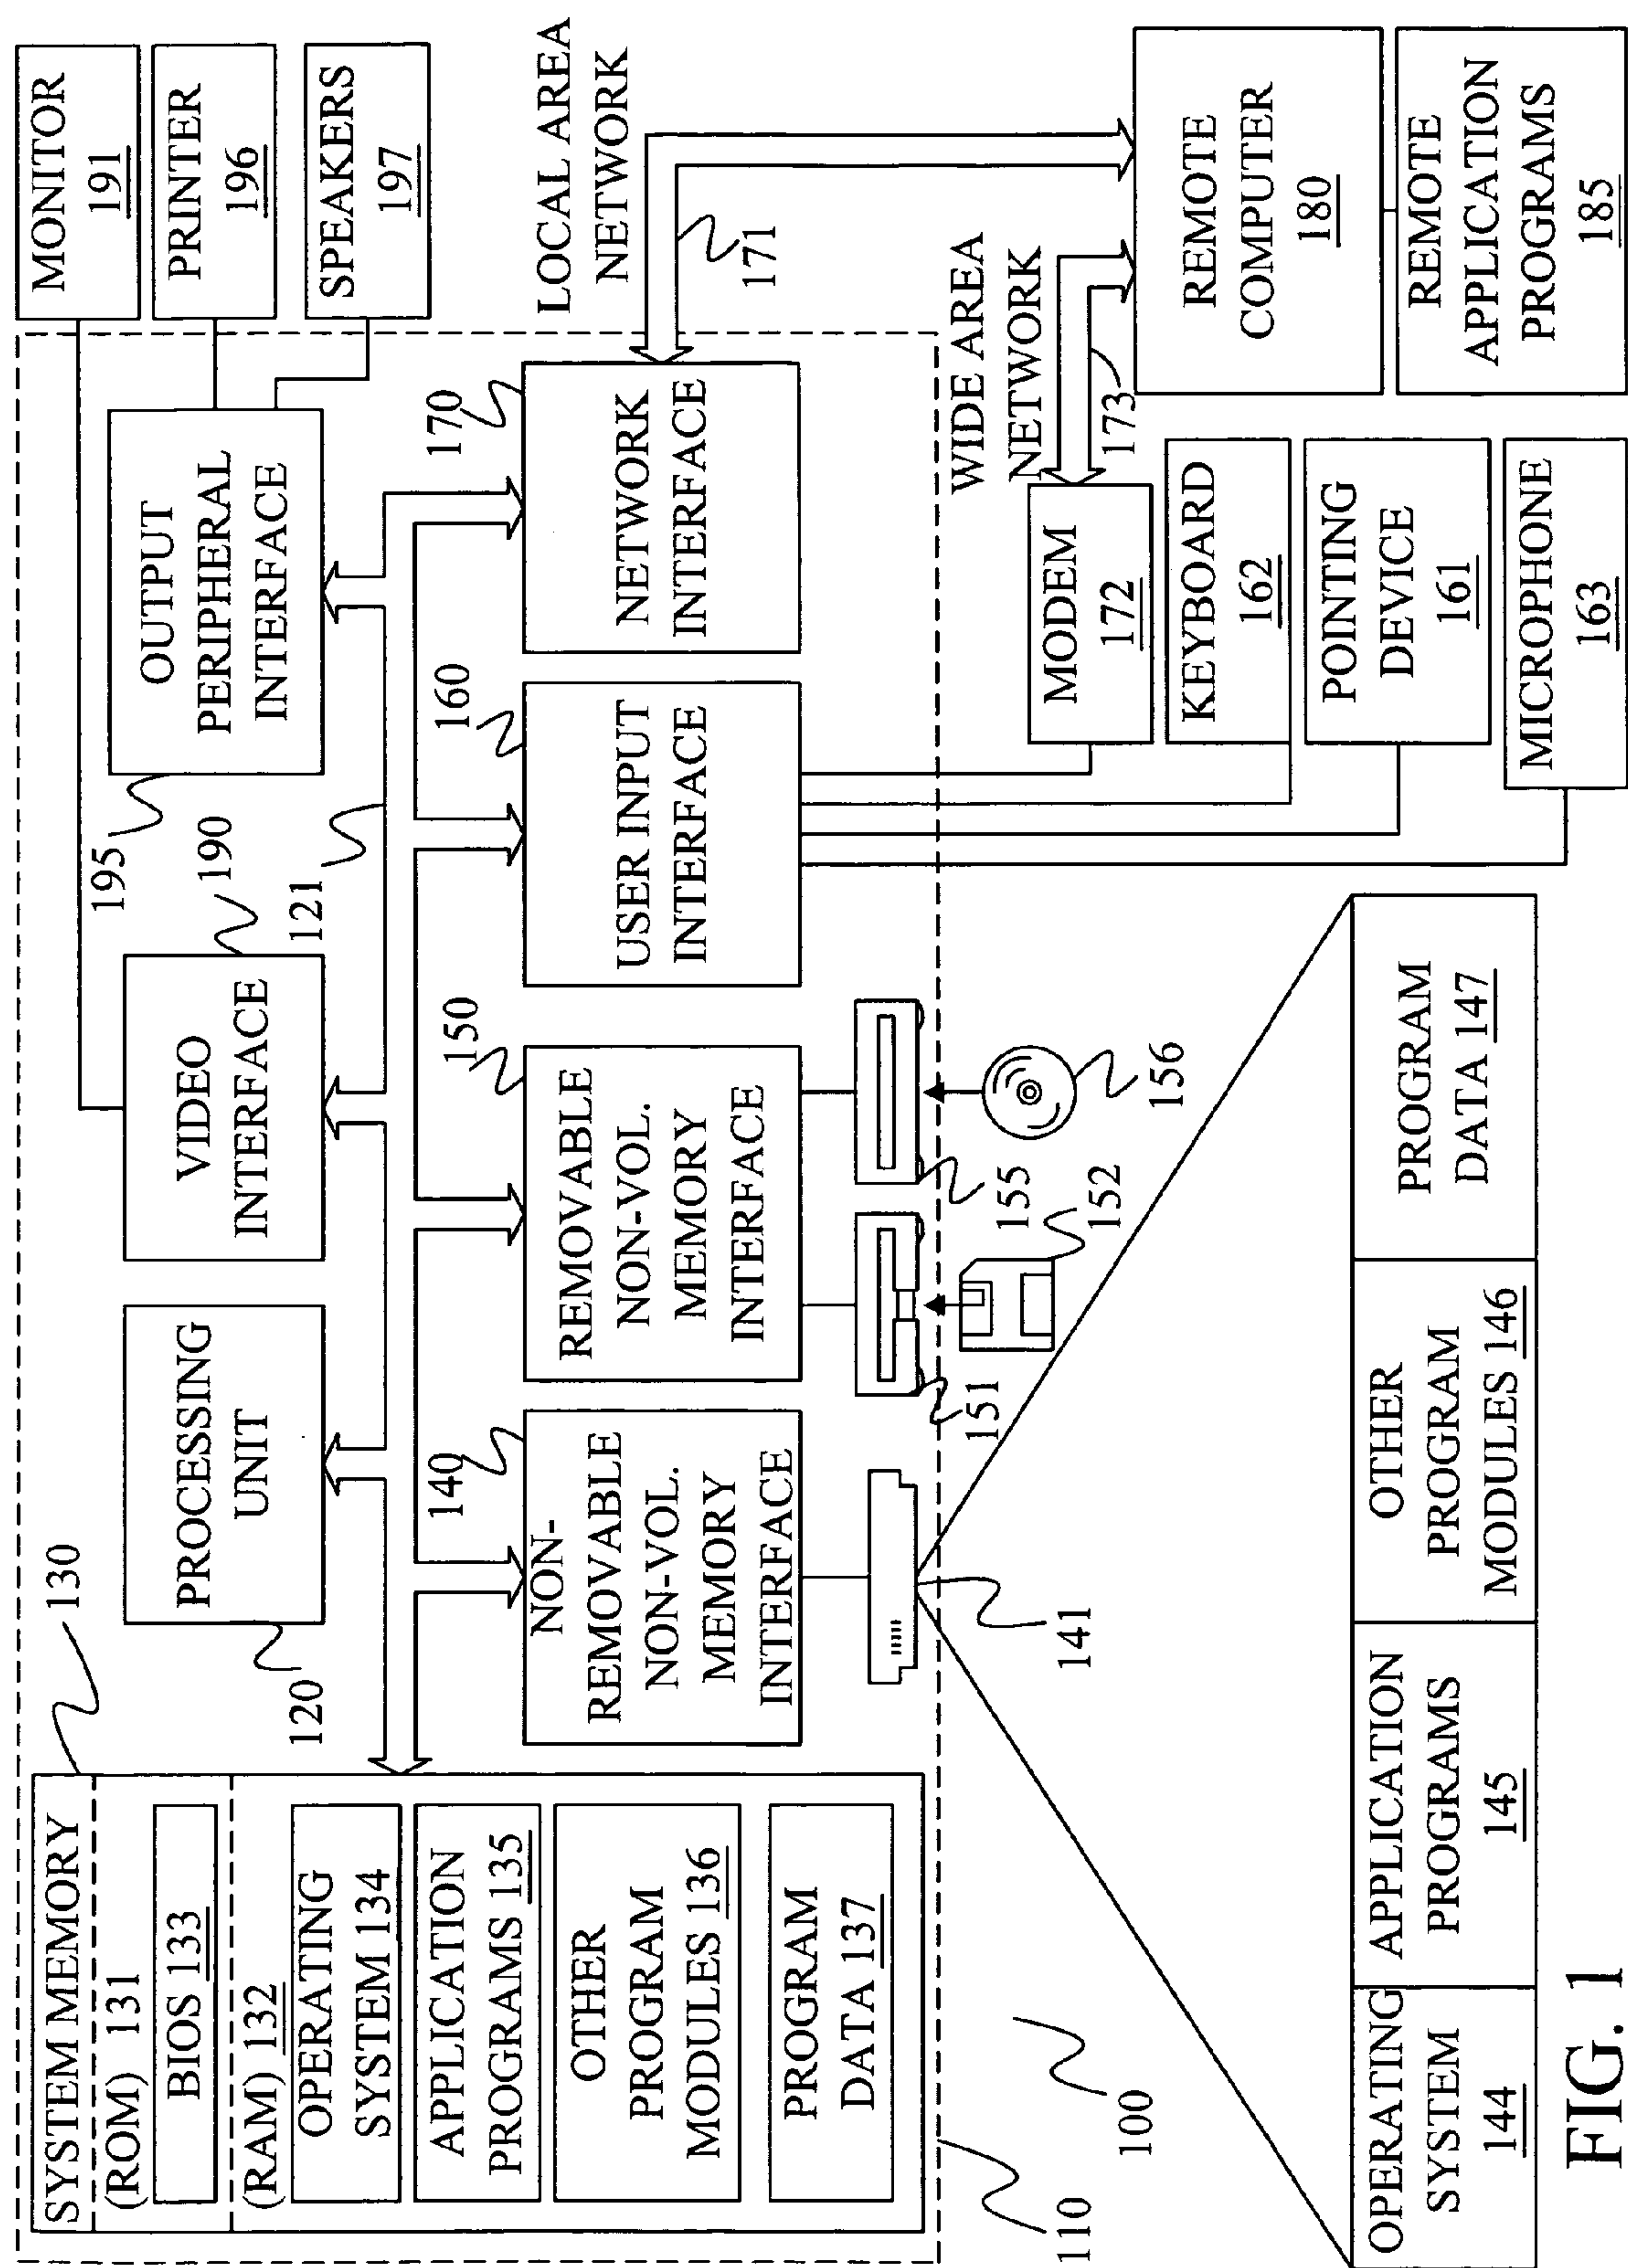 SYSTEM MEMORY
(ROM) 131
BIOS 133
(RAM) 132
OPERATING
SYSTEM 134
APPLICATION
PROGRAMS 135
OTHER
PROGRAM
MODULES 136
PROGRAM
DATA 137
130
120
PROCESSING
UNIT
VIDEO
INTERFACE
190
121
195
OUTPUT
PERIPHERAL
INTERFACE
MONITOR
191
PRINTER
196
SPEAKERS
197
140
NON-
REMOVABLE
NON-VOL.
MEMORY
INTERFACE
150
REMOVABLE
NON-VOL.
MEMORY
INTERFACE
160
USER INPUT
INTERFACE
170
NETWORK
INTERFACE
LOCAL AREA
NETWORK
171
WIDE AREA
NETWORK
173
141
151
152
155
156
MODEM
172
KEYBOARD
162
POINTING
DEVICE
161
MICROPHONE
163
REMOTE
COMPUTER
180
REMOTE
APPLICATION
PROGRAMS
185
110
100
OPERATING
SYSTEM
144
APPLICATION
PROGRAMS
145
OTHER
PROGRAM
MODULES 146
PROGRAM
DATA 147
FIG. 1